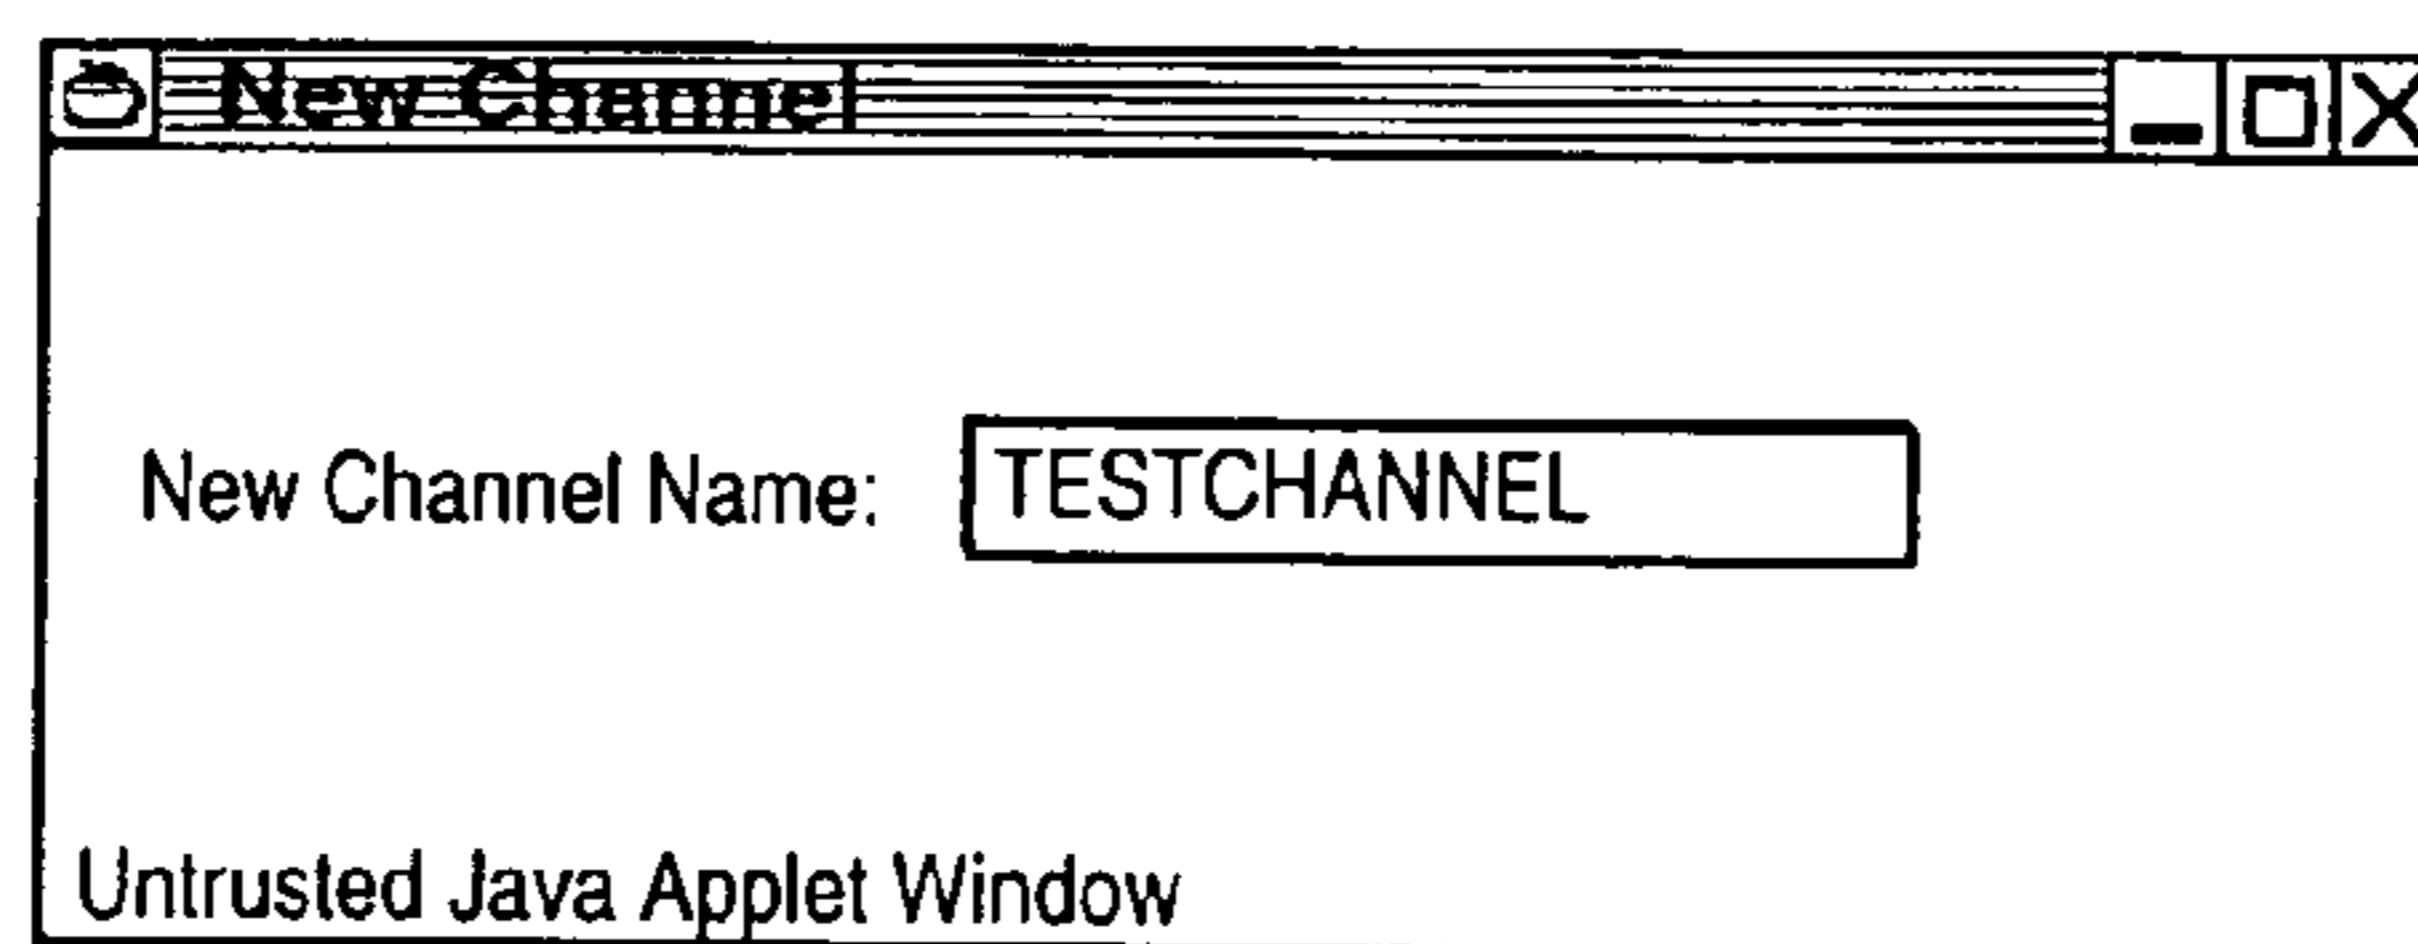 New Channel
New Channel Name: TESTCHANNEL
Untrusted Java Applet Window